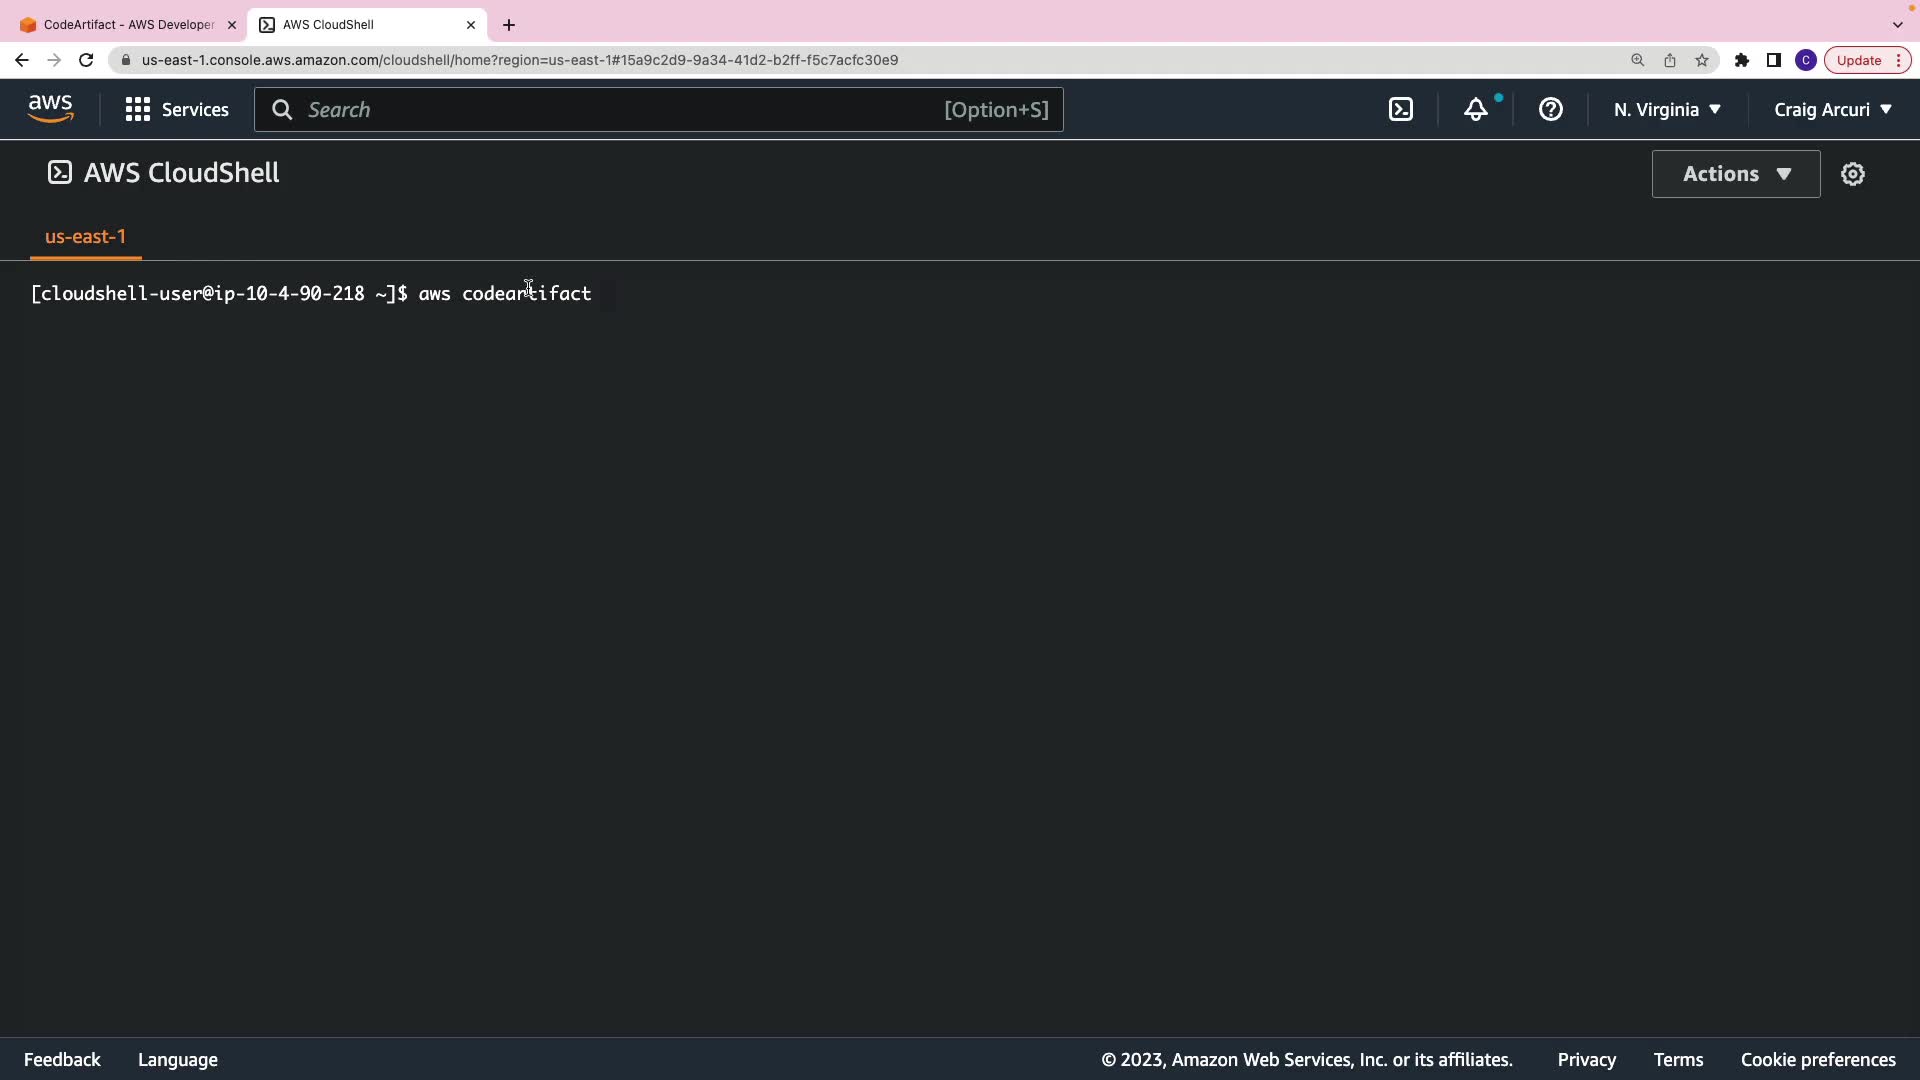 CodeArtifact - AWS Developer
AWS CloudShell
us-east-1.console.aws.amazon.com/cloudshell/home?region=us-east-1#15a9c2d9-9a34-41d2-b2ff-f5c7acfc30e9
C
Update
aws
Services
Search
[Option+S]
N. Virginia
Craig Arcuri
AWS CloudShell
Actions
us-east-1
[cloudshell-user@ip-10-4-90-218 ~]$ aws codeartifact
Feedback
Language
© 2023, Amazon Web Services, Inc. or its affiliates.
Privacy
Terms
Cookie preferences